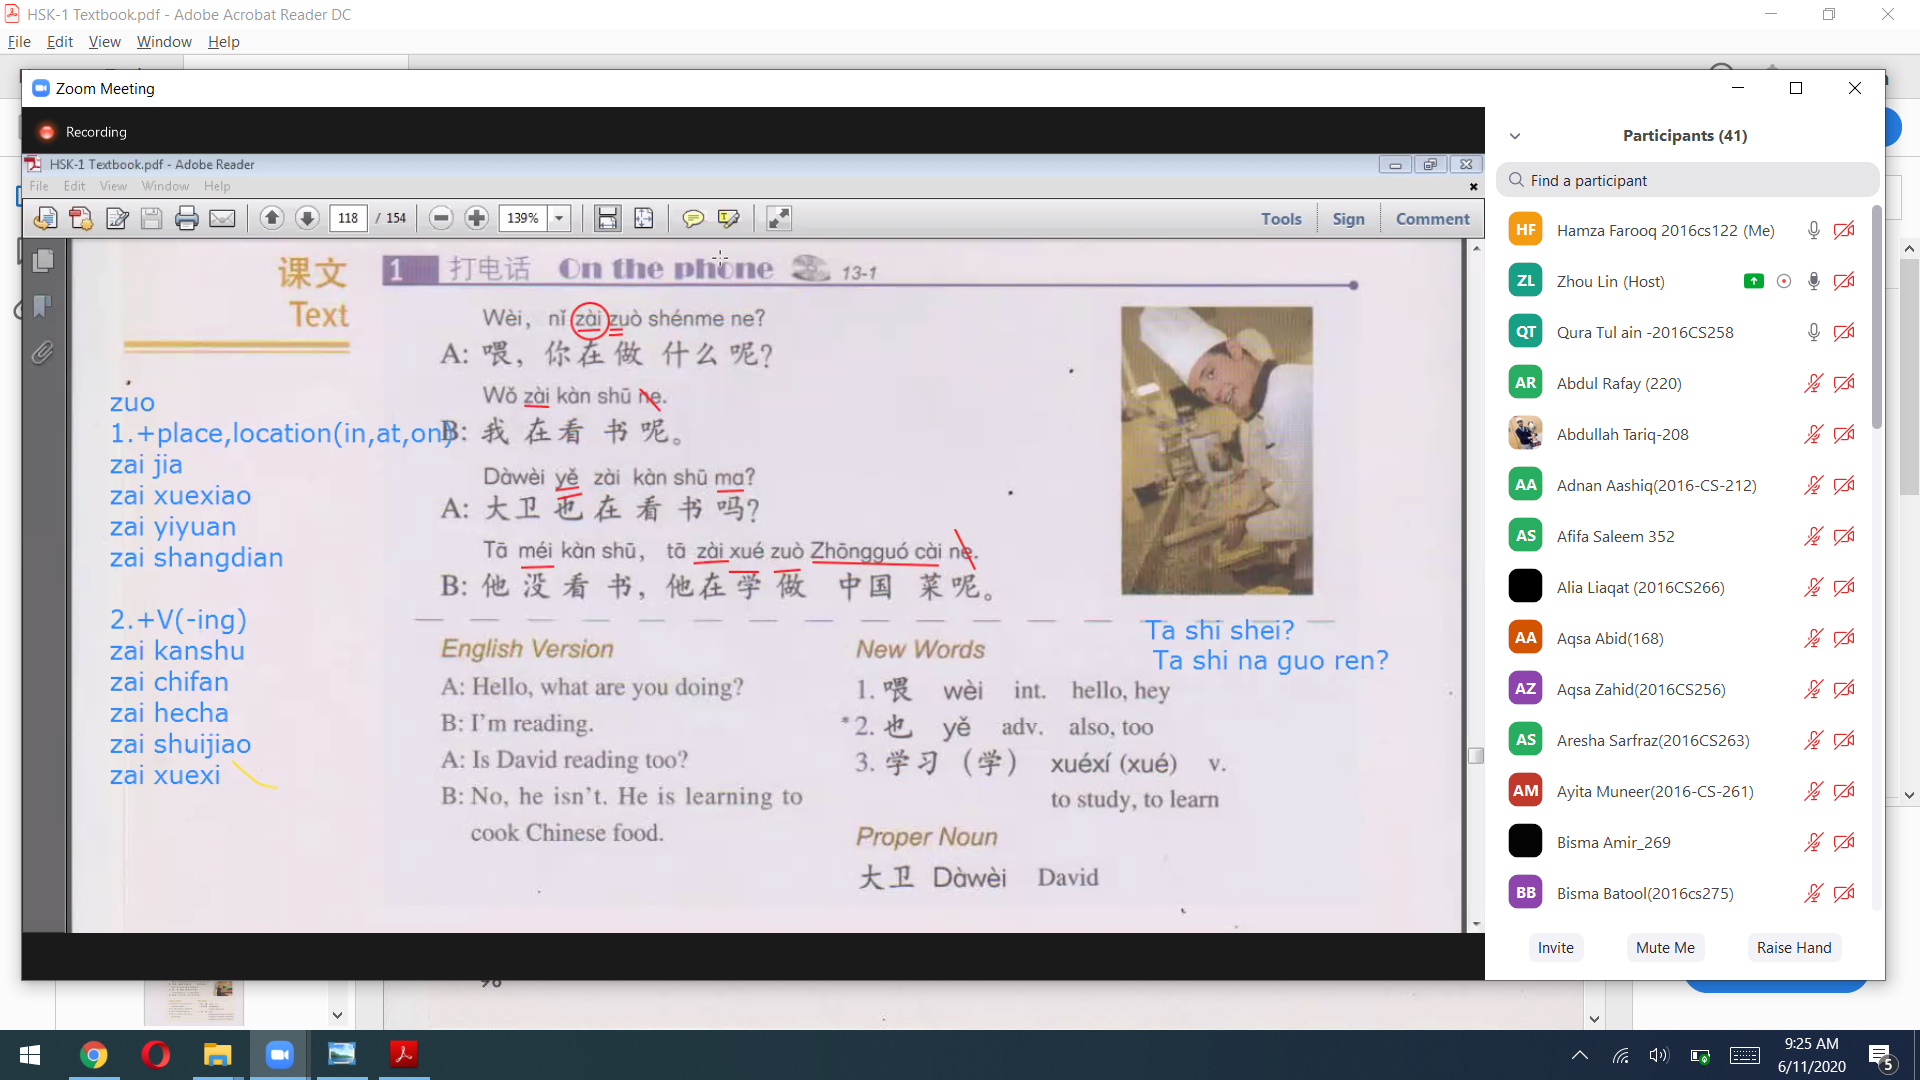 HSK-1 Textbook.pdf - Adobe Acrobat Reader DC
File Edit View Window Help
Zoom Meeting
Recording
HSK-1 Textbook.pdf - Adobe Reader
File Edit View Window Help
118 / 154 139% Tools Sign Comment
课文
Text
1 打电话 On the phone 13-1
Wèi, nǐ zài zuò shénme ne?
A: 喂，你在做 什么 呢?
Wǒ zài kàn shū ne.
B: 我 在看 书 呢。
Dàwèi yě zài kàn shū ma?
A: 大卫 也 在 看 书 吗?
Tā méi kàn shū, tā zài xué zuò Zhōngguó cài ne.
B: 他 没 看 书，他在 学 做 中国 菜 呢。
zuo
1.+place,location(in,at,on)
zai jia
zai xuexiao
zai yiyuan
zai shangdian
2.+V(-ing)
zai kanshu
zai chifan
zai hecha
zai shuijiao
zai xuexi
English Version
A: Hello, what are you doing?
B: I'm reading.
A: Is David reading too?
B: No, he isn't. He is learning to
cook Chinese food.
Ta shi shei?
Ta shi na guo ren?
New Words
1. 喂 wèi int. hello, hey
*2. 也 yě adv. also, too
3. 学习（学） xuéxí (xué) v.
to study, to learn
Proper Noun
大卫 Dàwèi David
Participants (41)
Find a participant
HF Hamza Farooq 2016cs122 (Me)
ZL Zhou Lin (Host)
QT Qura Tul ain -2016CS258
AR Abdul Rafay (220)
Abdullah Tariq-208
AA Adnan Aashiq(2016-CS-212)
AS Afifa Saleem 352
Alia Liaqat (2016CS266)
AA Aqsa Abid(168)
AZ Aqsa Zahid(2016CS256)
AS Aresha Sarfraz(2016CS263)
AM Ayita Muneer(2016-CS-261)
Bisma Amir_269
BB Bisma Batool(2016cs275)
Invite Mute Me Raise Hand
9:25 AM
6/11/2020
5